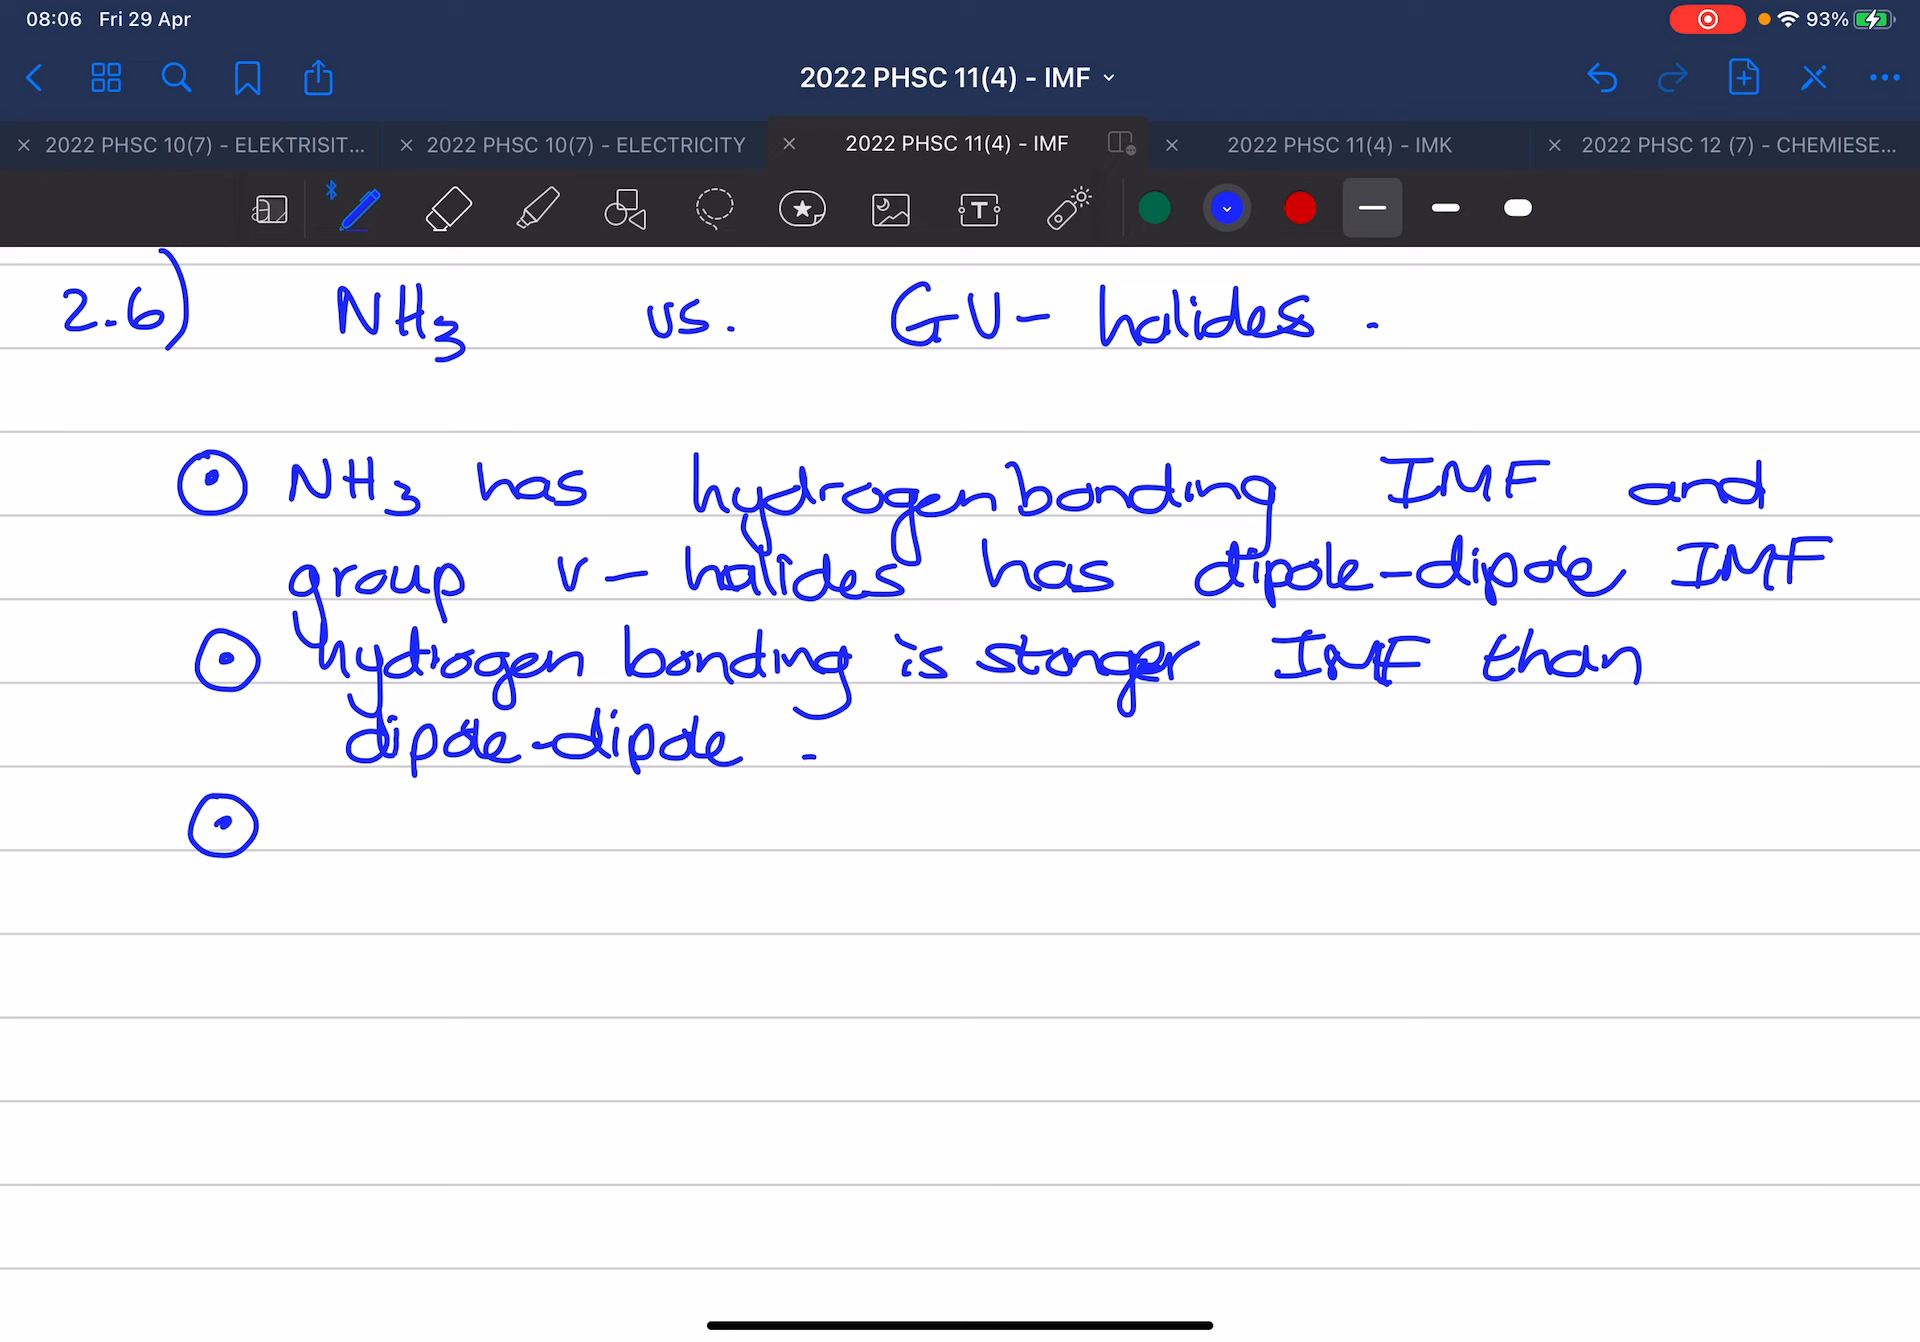 08:06 Fri 29 Apr
93%
2022 PHSC 11(4) - IMF
2022 PHSC 10(7) - ELEKTRISIT...
2022 PHSC 10(7) - ELECTRICITY
2022 PHSC 11(4) - IMF
2022 PHSC 11(4) - IMK
2022 PHSC 12 (7) - CHEMIESE...
T
2.6) NH3 vs. GV- halides .
NH3 has hydrogen bonding IMF and
group v - halides has dipole-dipole IMF
hydrogen bonding is stonger IMF than
dipole-dipole .